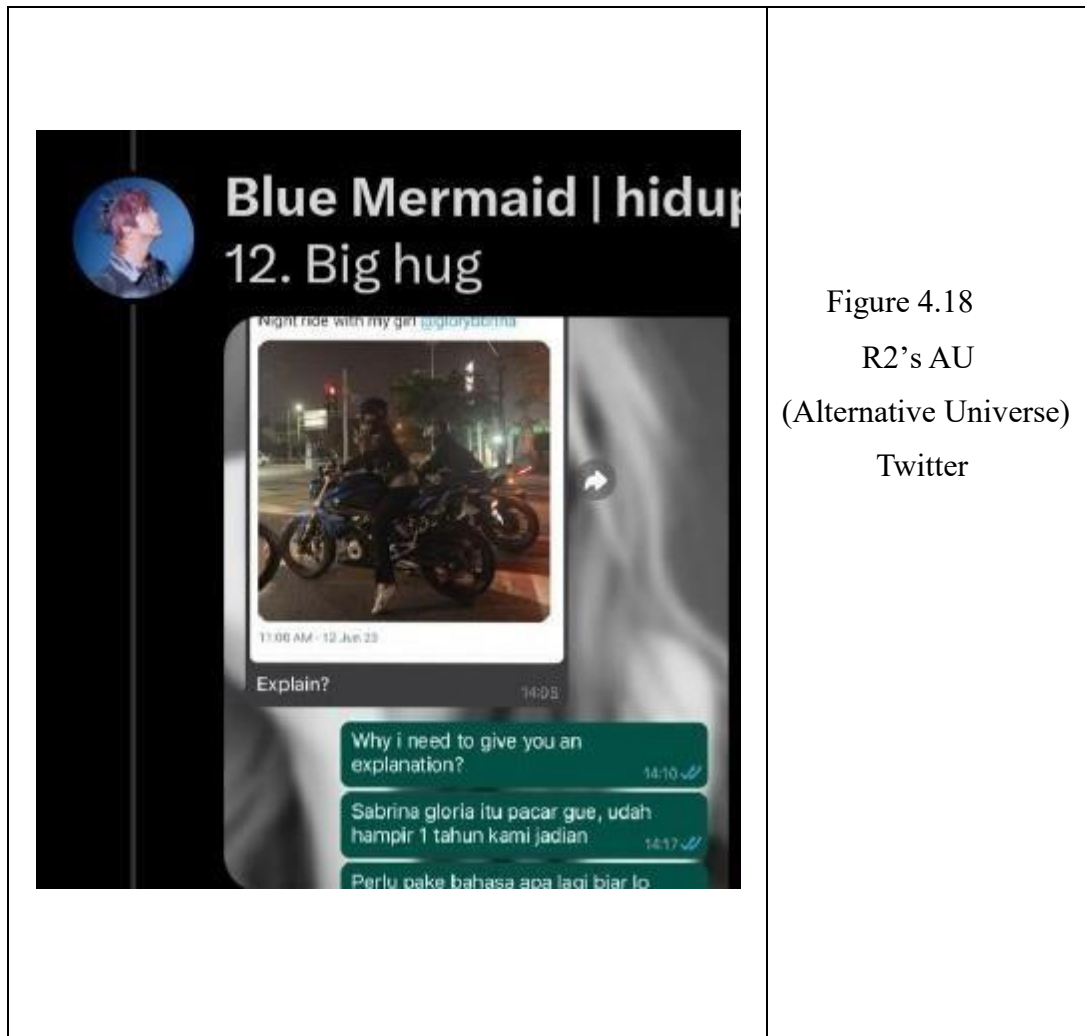 Blue Mermaid | hidup
12. Big hug
Night ride with my girl @glorybbrina
11:00 AM · 12 Jun 23
Explain?
14:05
Why i need to give you an
explanation?
14:10
Sabrina gloria itu pacar gue, udah
hampir 1 tahun kami jadian
14:17
Perlu pake bahasa apa lagi biar lo
Figure 4.18
R2’s AU
(Alternative Universe)
Twitter